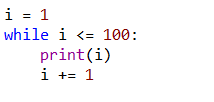 i = 1
while i <= 100:
    print(i)
    i += 1